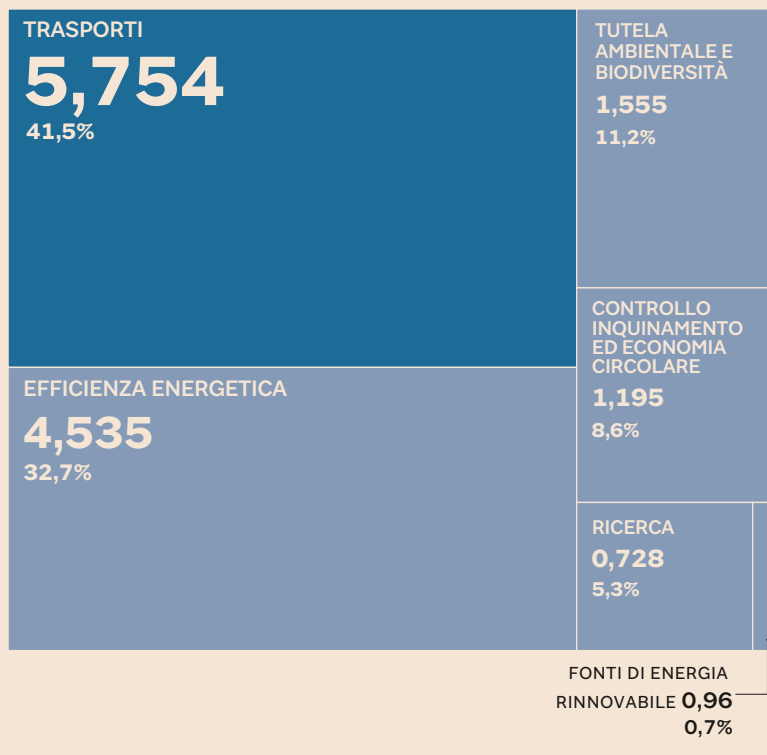 TRASPORTI
5,754
41,5%
EFFICIENZA ENERGETICA
4,535
32,7%
TUTELA
AMBIENTALE E
BIODIVERSITÀ
1,555
11,2%
CONTROLLO
INQUINAMENTO
ED ECONOMIA
CIRCOLARE
1,195
8,6%
RICERCA
0,728
5,3%
FONTI DI ENERGIA
RINNOVABILE 0,96
0,7%